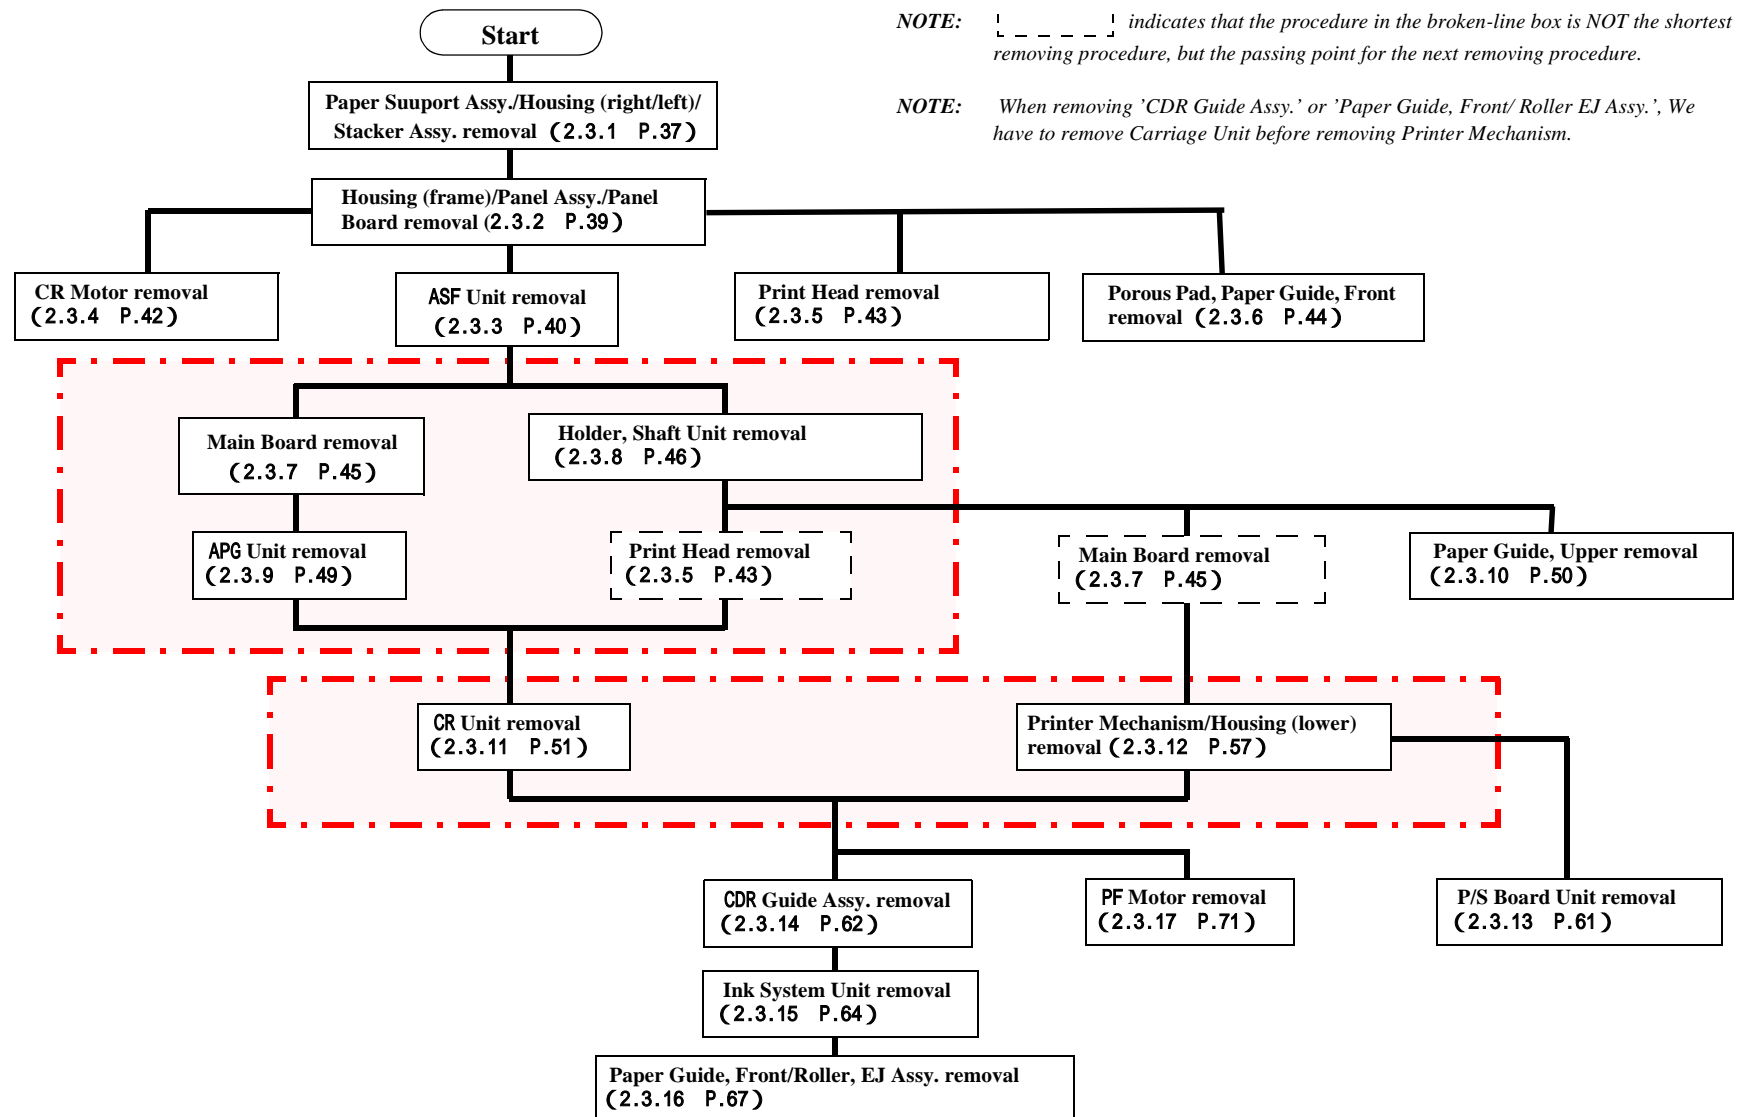 Start
NOTE: indicates that the procedure in the broken-line box is NOT the shortest
removing procedure, but the passing point for the next removing procedure.
NOTE: When removing ’CDR Guide Assy.’ or ’Paper Guide, Front/ Roller EJ Assy.’, We
have to remove Carriage Unit before removing Printer Mechanism.
Paper Suuport Assy./Housing (right/left)/
Stacker Assy. removal (2.3.1 P.37)
Housing (frame)/Panel Assy./Panel
Board removal (2.3.2 P.39)
CR Motor removal
(2.3.4 P.42)
ASF Unit removal
(2.3.3 P.40)
Print Head removal
(2.3.5 P.43)
Porous Pad, Paper Guide, Front
removal (2.3.6 P.44)
Main Board removal
(2.3.7 P.45)
Holder, Shaft Unit removal
(2.3.8 P.46)
APG Unit removal
(2.3.9 P.49)
Print Head removal
(2.3.5 P.43)
Main Board removal
(2.3.7 P.45)
Paper Guide, Upper removal
(2.3.10 P.50)
CR Unit removal
(2.3.11 P.51)
Printer Mechanism/Housing (lower)
removal (2.3.12 P.57)
CDR Guide Assy. removal
(2.3.14 P.62)
PF Motor removal
(2.3.17 P.71)
P/S Board Unit removal
(2.3.13 P.61)
Ink System Unit removal
(2.3.15 P.64)
Paper Guide, Front/Roller, EJ Assy. removal
(2.3.16 P.67)